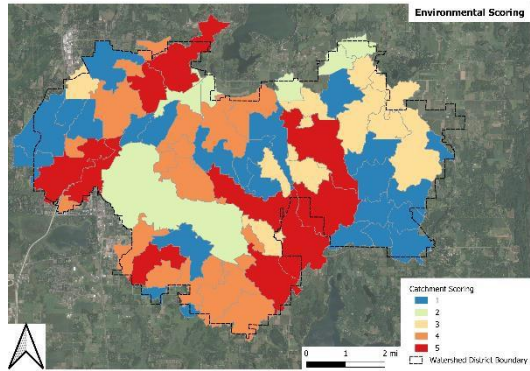 Environmental Scoring
Catchment Scoring
1
2
3
4
5
Watershed District Boundary
0 1 2 mi